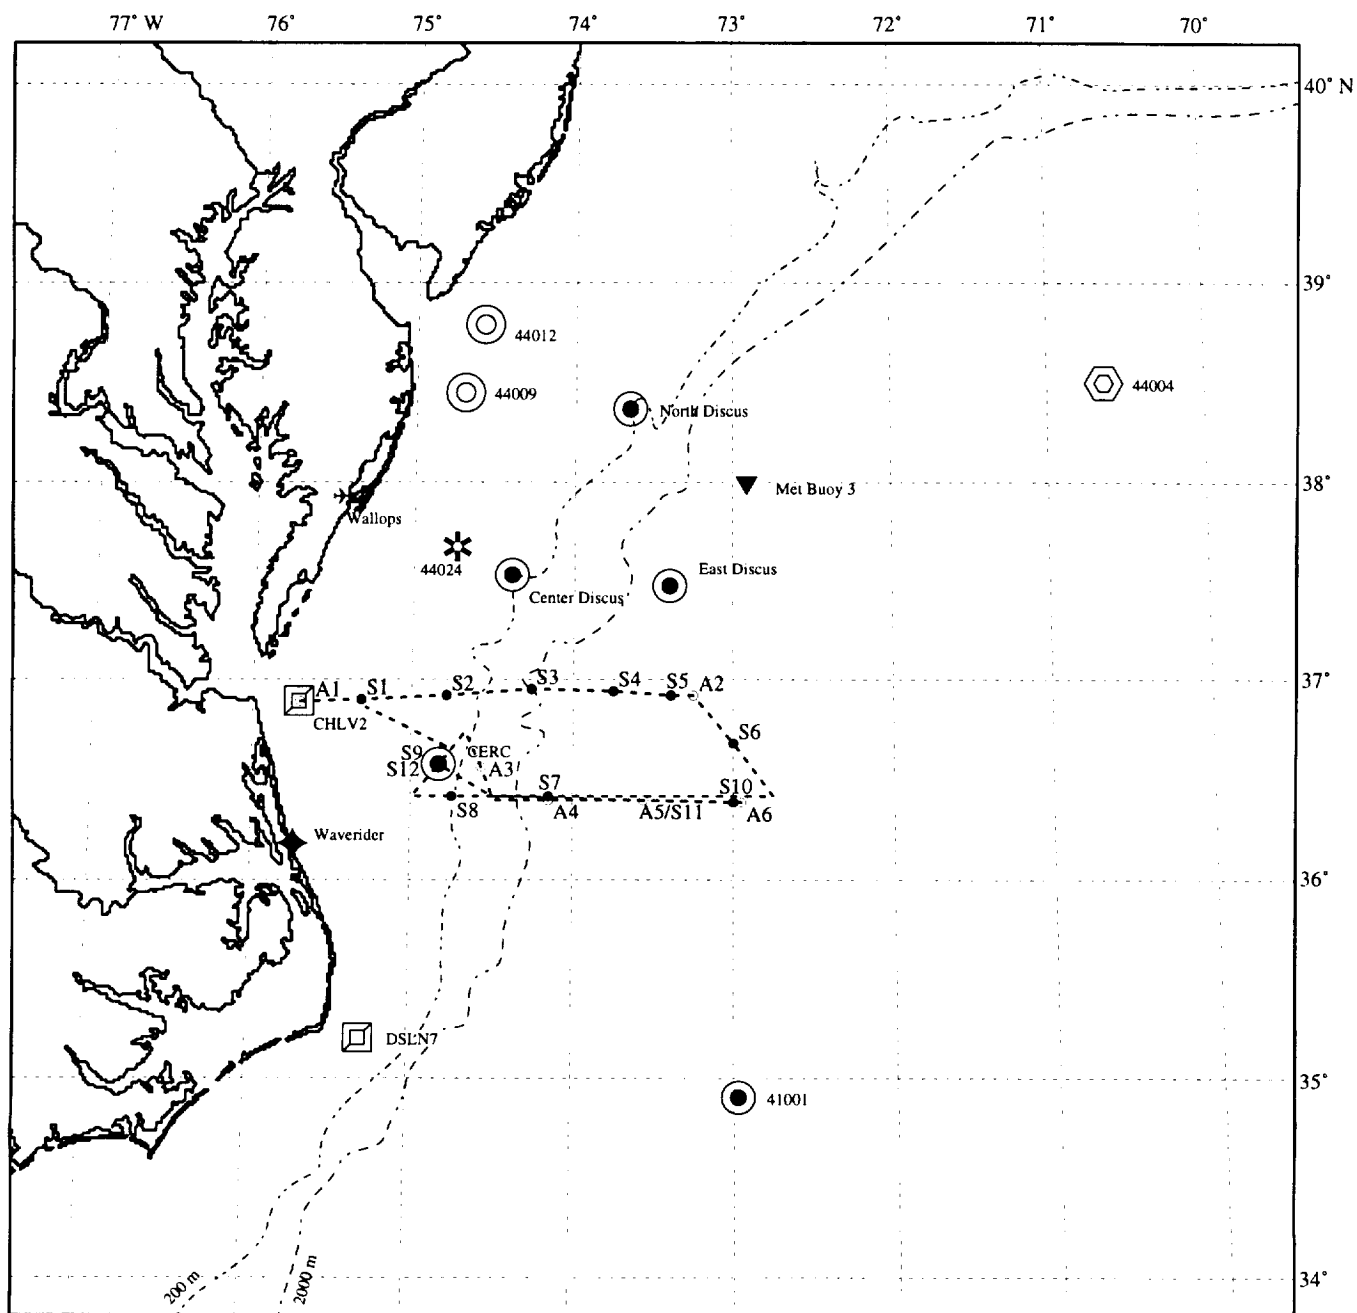 77° W 76° 75° 74° 73° 72° 71° 70°
40° N
39°
44012
44004
44009
North Discus
38°
Met Buoy 3
Wallops
44024
East Discus
Center Discus
37°
A1 S1 S2 S3 S4 S5 A2
CHLV2
S6
S9 CERC
S12 A3
S7 S10
S8 A4 A5/S11 A6
Waverider
36°
DSLN7
35°
41001
200 m 2000 m
34°